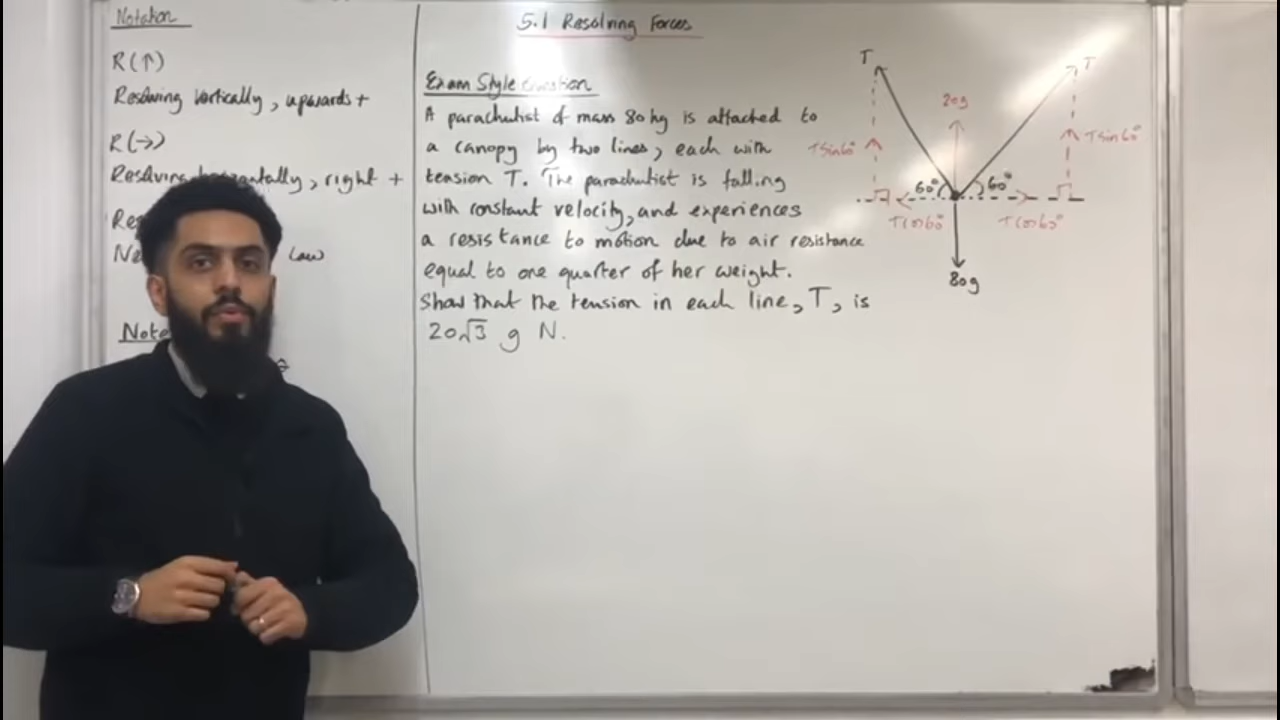 Notation
R(↑)
Resolving vertically, upwards +
R(→)
Resolving horizontally, right +
law
5.1 Resolving Forces
Exam Style Question
A parachutist of mass 80 kg is attached to
a canopy by two lines, each with
tension T. The parachutist is falling
with constant velocity, and experiences
a resistance to motion due to air resistance
equal to one quarter of her weight.
Show that the tension in each line, T, is
20√3 g N.
T
T
20g
Tsin60°
Tsin60°
60°
60°
Tcos60°
Tcos60°
80g